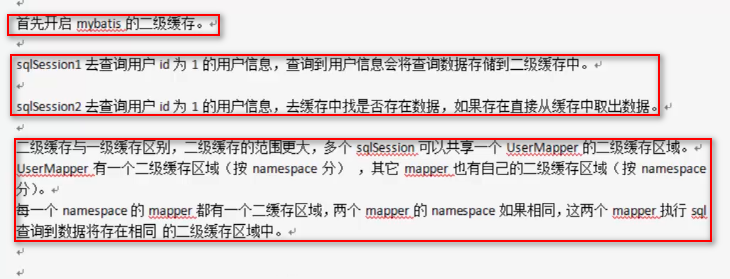 首先开启 mybatis 的二级缓存。
sqlSession1 去查询用户 id 为 1 的用户信息，查询到用户信息会将查询数据存储到二级缓存中。
sqlSession2 去查询用户 id 为 1 的用户信息，去缓存中找是否存在数据，如果存在直接从缓存中取出数据。
二级缓存与一级缓存区别，二级缓存的范围更大，多个 sqlSession 可以共享一个 UserMapper 的二级缓存区域。
UserMapper 有一个二级缓存区域（按 namespace 分） ，其它 mapper 也有自己的二级缓存区域（按 namespace
分）。
每一个 namespace 的 mapper 都有一个二缓存区域，两个 mapper 的 namespace 如果相同，这两个 mapper 执行 sql
查询到数据将存在相同 的二级缓存区域中。